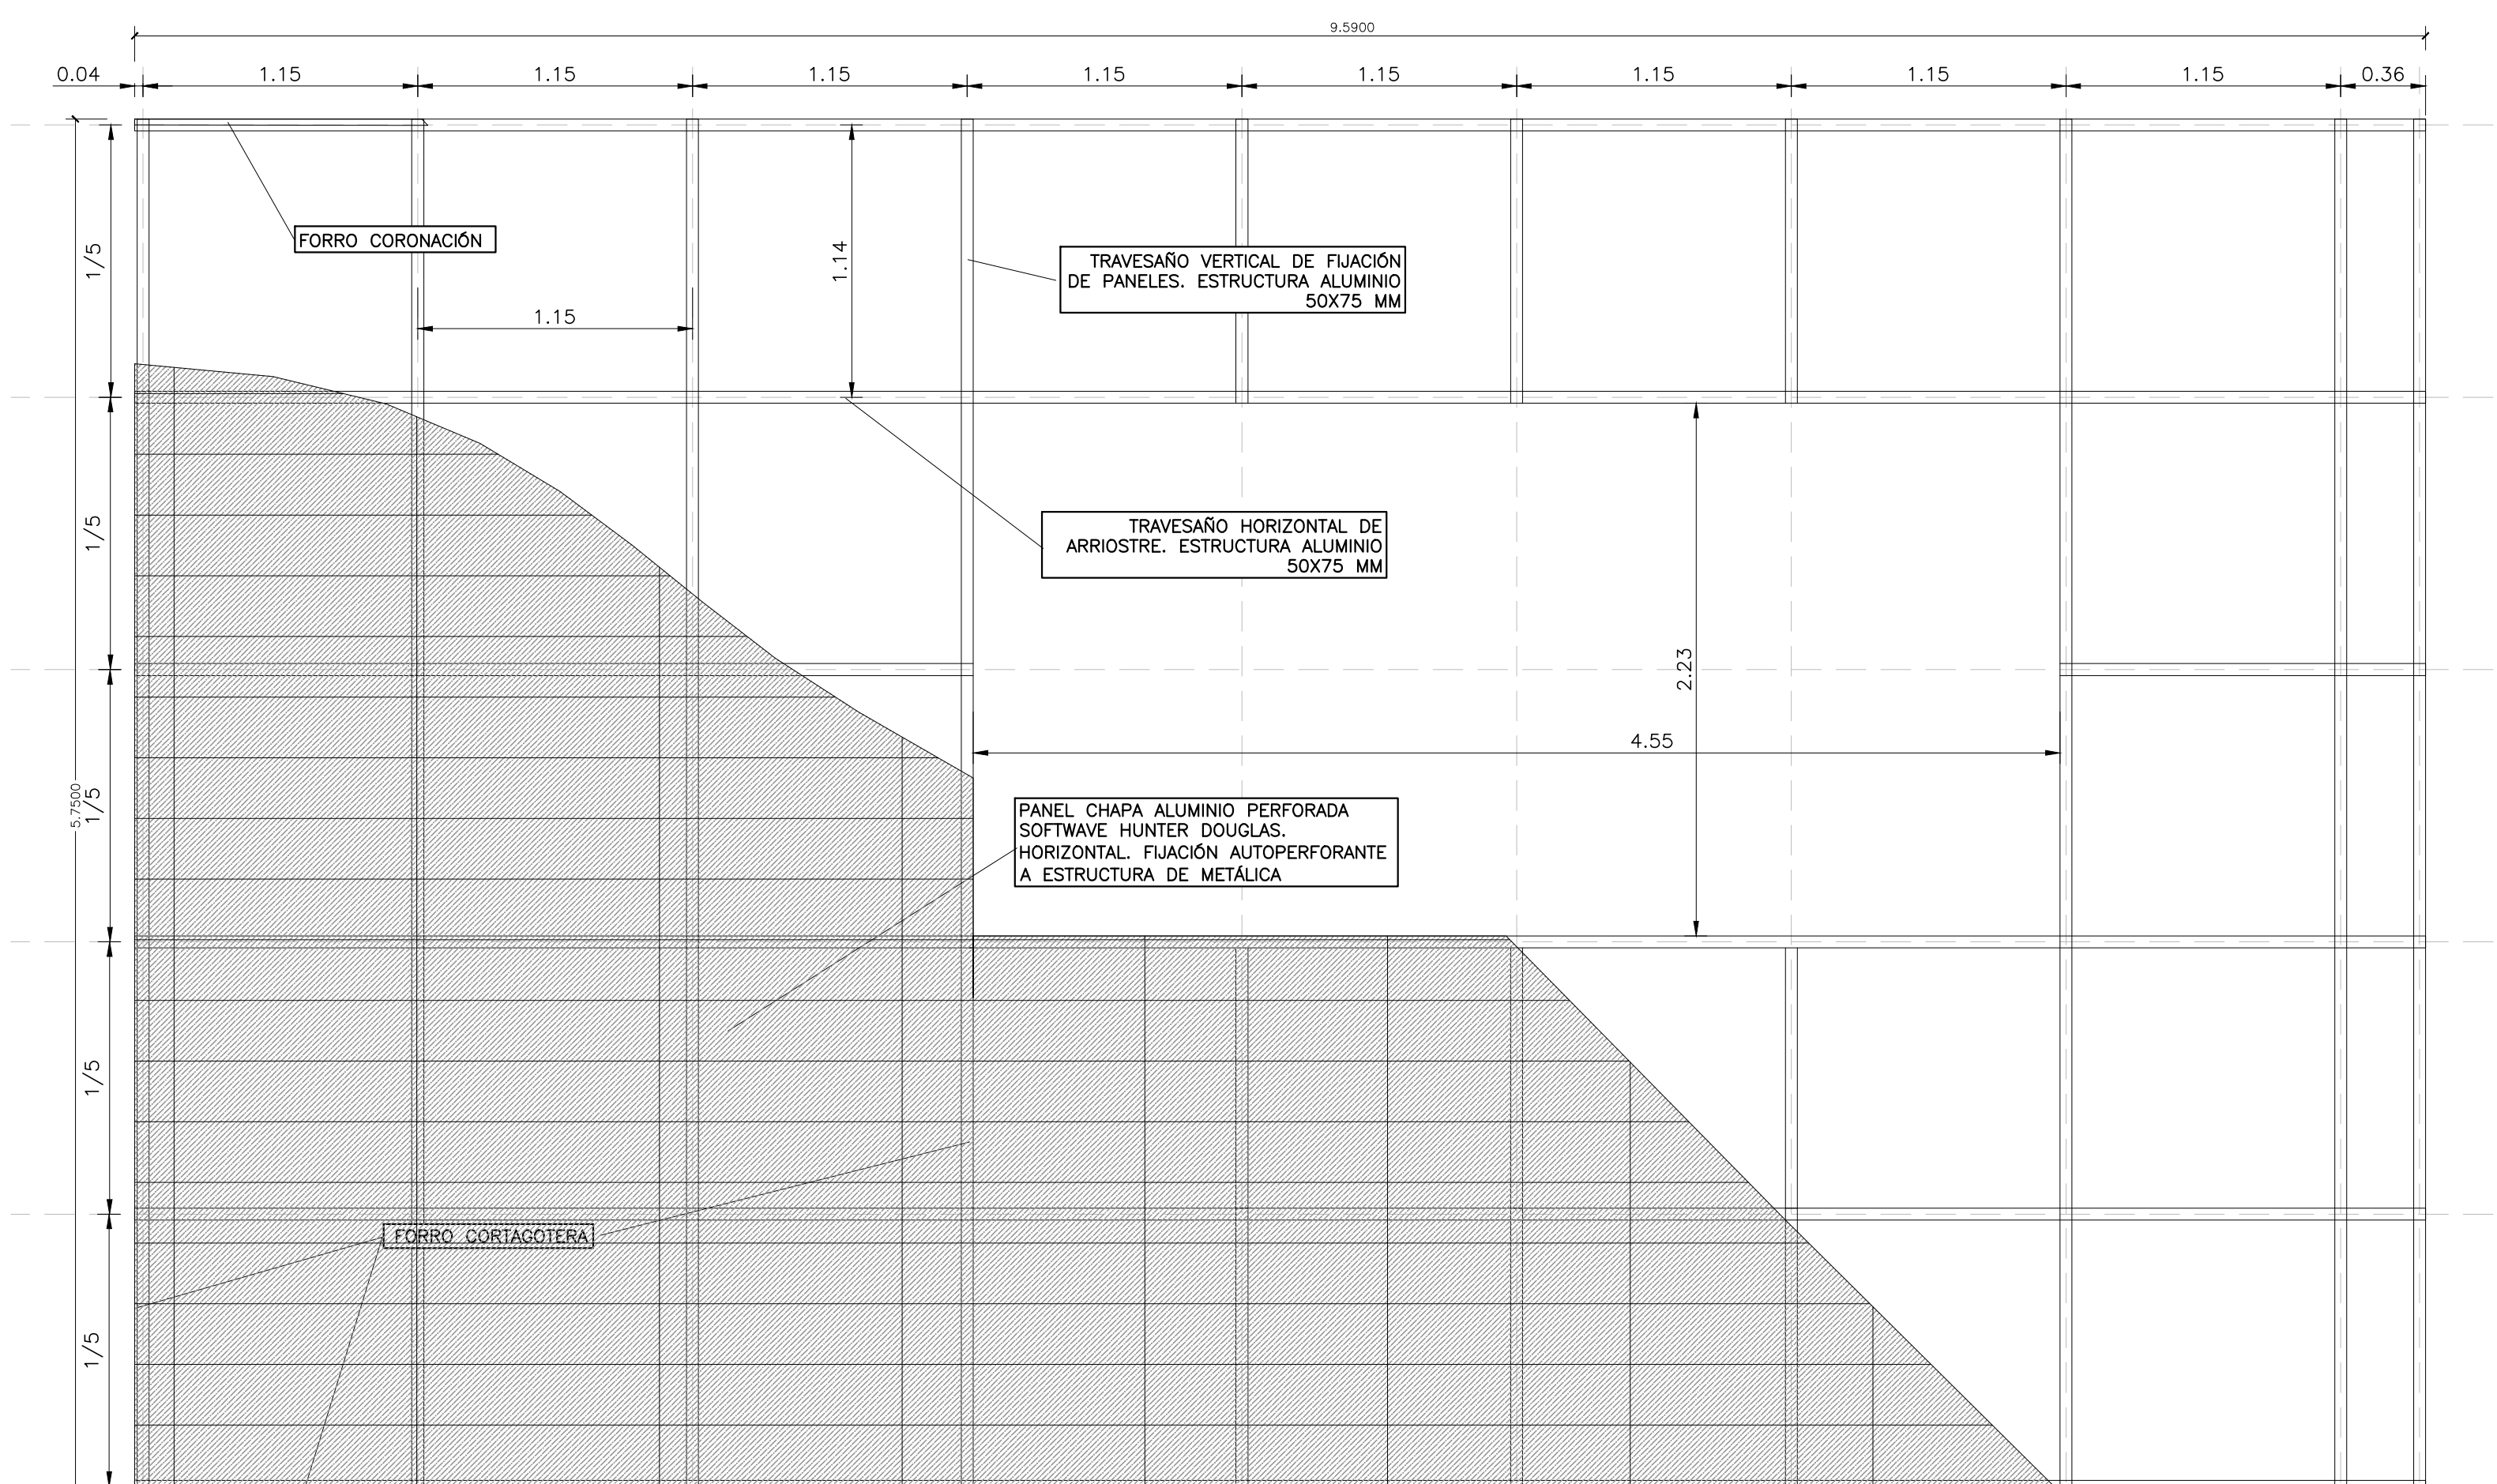 9.5900
0.04
1.15
1.15
1.15
1.15
1.15
1.15
1.15
1.15
0.36
FORRO CORONACIÓN
1/5
1.14
TRAVESAÑO VERTICAL DE FIJACIÓN
DE PANELES. ESTRUCTURA ALUMINIO
50X75 MM
1.15
1/5
TRAVESAÑO HORIZONTAL DE
ARRIOSTRE. ESTRUCTURA ALUMINIO
50X75 MM
2.23
4.55
5.7500
1/5
PANEL CHAPA ALUMINIO PERFORADA
SOFTWAVE HUNTER DOUGLAS.
HORIZONTAL. FIJACIÓN AUTOPERFORANTE
A ESTRUCTURA DE METÁLICA
1/5
FORRO CORTAGOTERA
1/5